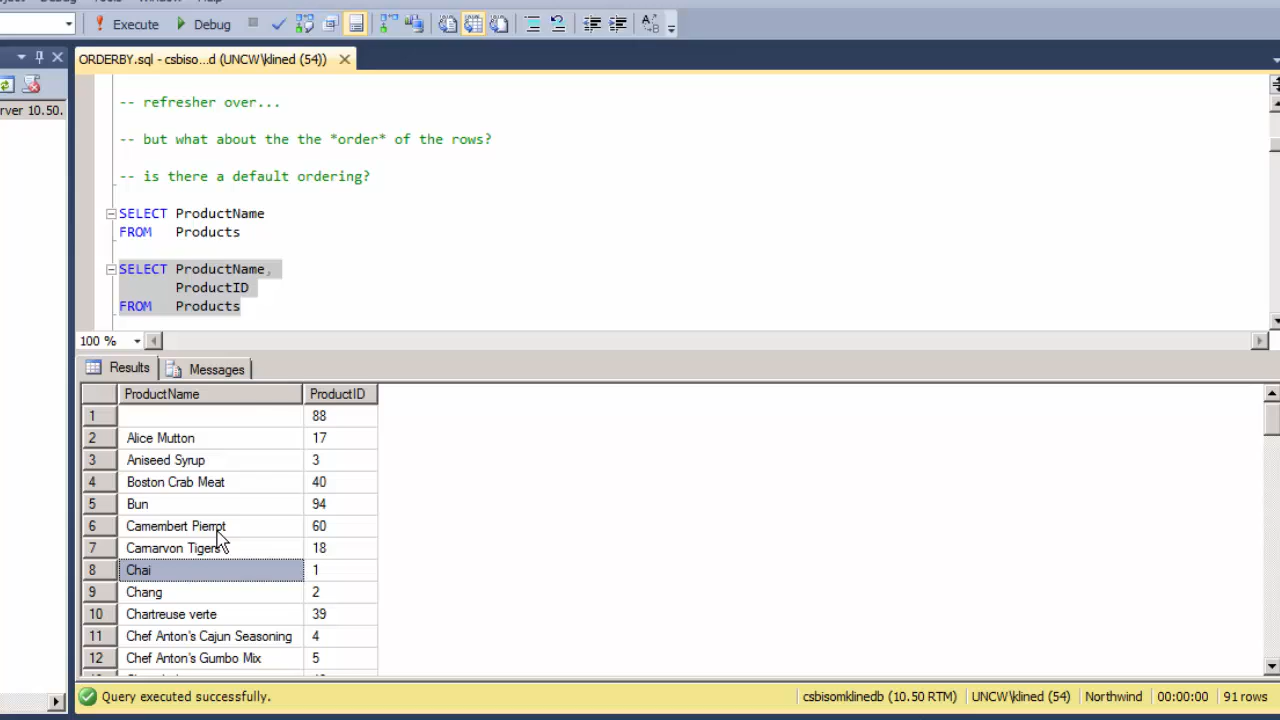 Execute Debug
ORDERBY.sql - csbiso...d (UNCW\klined (54))
rver 10.50.
-- refresher over...
-- but what about the the *order* of the rows?
-- is there a default ordering?
SELECT ProductName
FROM Products
SELECT ProductName,
ProductID
FROM Products
100 %
Results Messages
ProductName ProductID
1 88
2 Alice Mutton 17
3 Aniseed Syrup 3
4 Boston Crab Meat 40
5 Bun 94
6 Camembert Pierrot 60
7 Carnarvon Tigers 18
8 Chai 1
9 Chang 2
10 Chartreuse verte 39
11 Chef Anton's Cajun Seasoning 4
12 Chef Anton's Gumbo Mix 5
Query executed successfully. csbisomklinedb (10.50 RTM) UNCW\klined (54) Northwind 00:00:00 91 rows